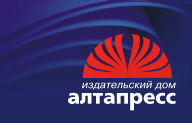 издательский дом
алтапресс